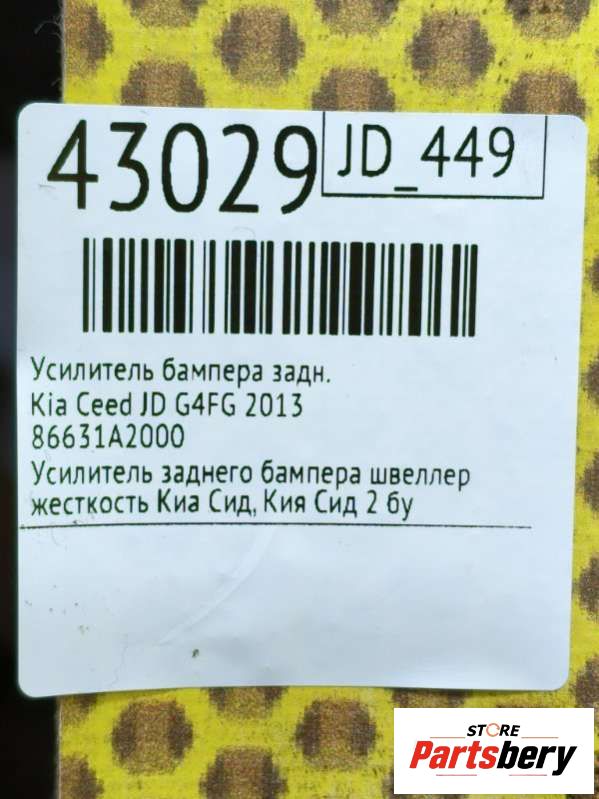 43029
JD_449
Усилитель бампера задн.
Kia Ceed JD G4FG 2013
86631A2000
Усилитель заднего бампера швеллер
жесткость Киа Сид, Кия Сид 2 бу
STORE
Partsbery